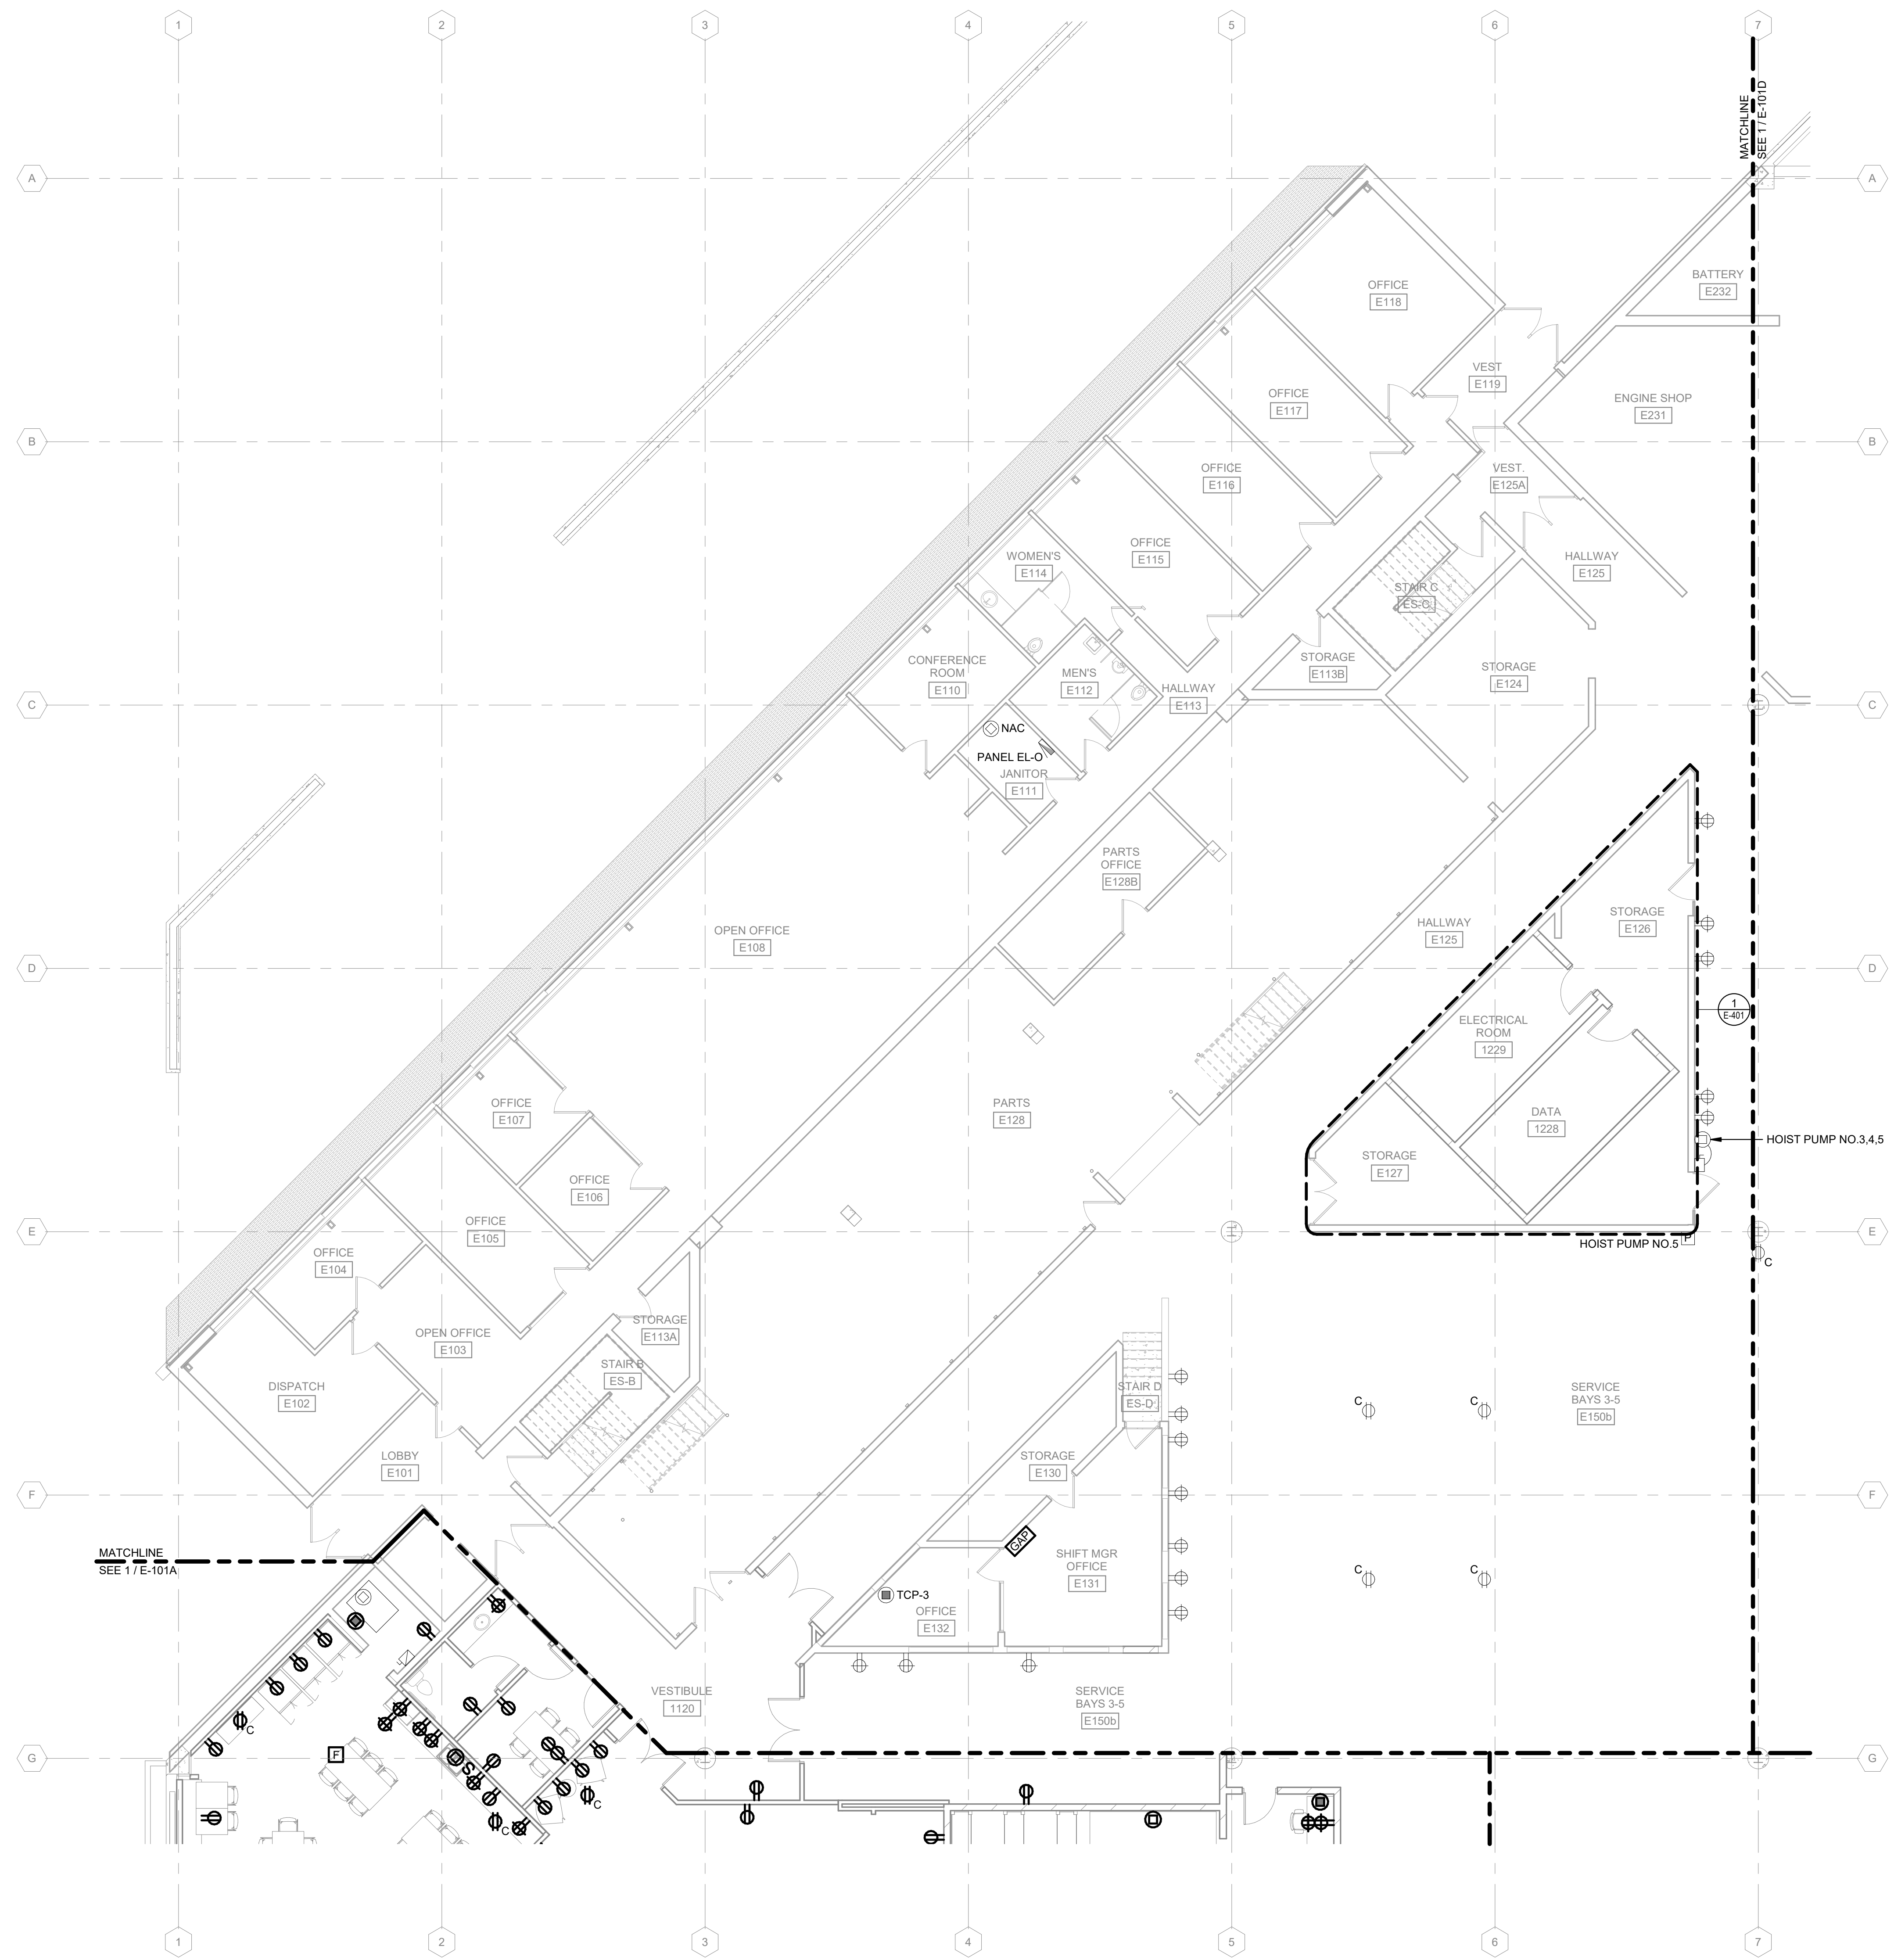 1
2
3
4
5
6
7
MATCHLINE
SEE 1 / E-101D
A
A
BATTERY
E232
OFFICE
E118
VEST
E119
ENGINE SHOP
E231
OFFICE
E117
B
B
OFFICE
E116
VEST.
E125A
OFFICE
E115
WOMEN'S
E114
HALLWAY
E125
STAIR C
ES-C
CONFERENCE
ROOM
E110
MEN'S
E112
STORAGE
E113B
STORAGE
E124
HALLWAY
E113
C
C
NAC
PANEL EL-O
JANITOR
E111
PARTS
OFFICE
E128B
OPEN OFFICE
E108
HALLWAY
E125
STORAGE
E126
D
D
1
E-401
ELECTRICAL
ROOM
1229
OFFICE
E107
PARTS
E128
DATA
1228
HOIST PUMP NO.3,4,5
STORAGE
E127
OFFICE
E106
OFFICE
E105
E
E
HOIST PUMP NO.5
P
C
OFFICE
E104
OPEN OFFICE
E103
STORAGE
E113A
STAIR B
ES-B
DISPATCH
E102
STAIR D
ES-D
C
C
SERVICE
BAYS 3-5
E150b
LOBBY
E101
STORAGE
E130
F
F
GAP
MATCHLINE
SEE 1 / E-101A
SHIFT MGR
OFFICE
E131
C
C
TCP-3
OFFICE
E132
VESTIBULE
1120
SERVICE
BAYS 3-5
E150b
C
F
S
G
G
C
C
1
2
3
4
5
6
7